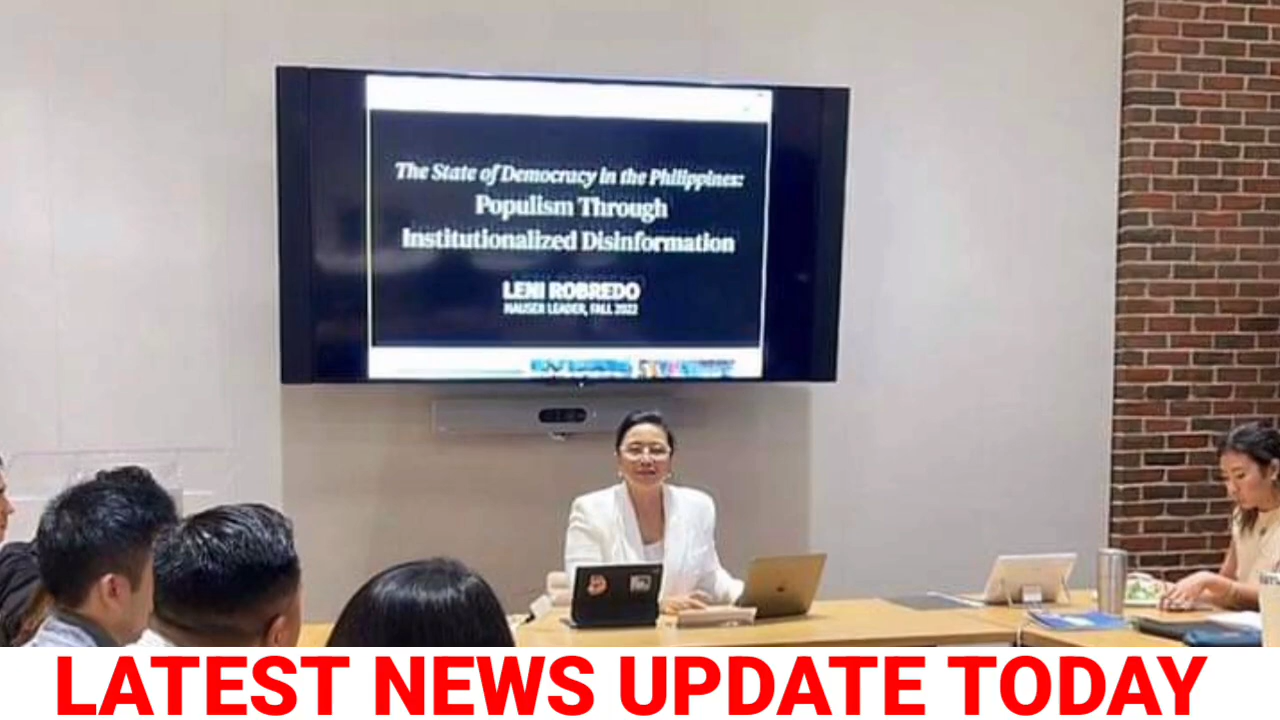 The State of Democracy in the Philippines:
Populism Through
Institutionalized Disinformation
LENI ROBREDO
HAUSER LEADER, FALL 2022
LATEST NEWS UPDATE TODAY